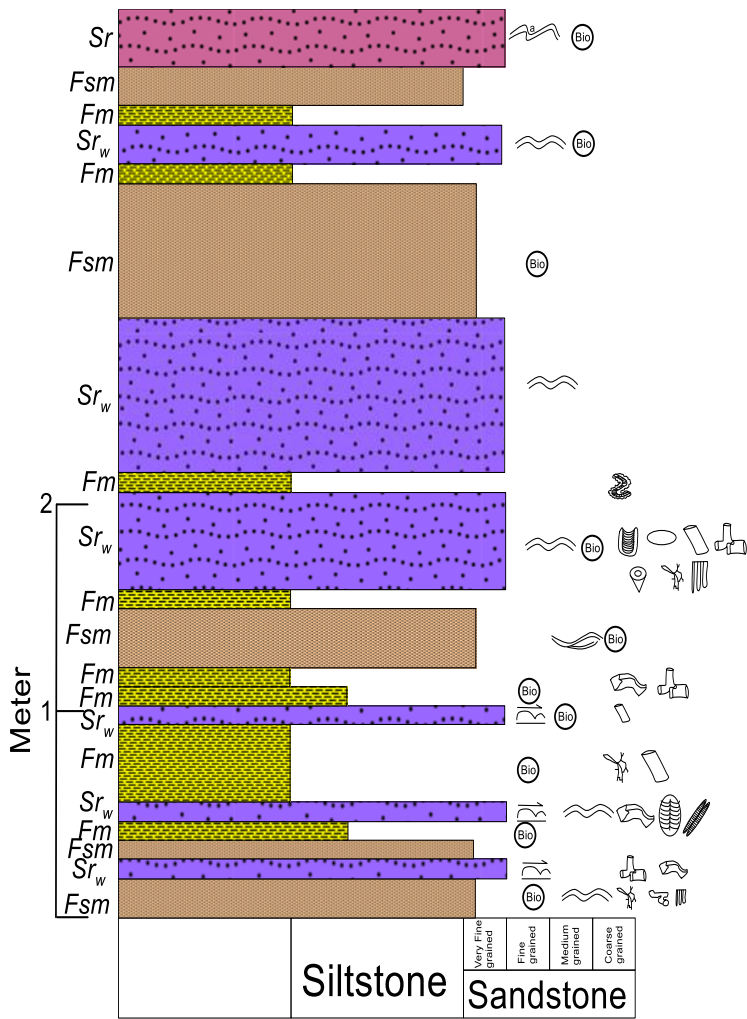 Sr
a
Bio
Fsm
Fm
Srw
Bio
Fm
Fsm
Bio
Srw
Fm
2
Srw
Bio
Fm
Fsm
Bio
Fm
Fm
Bio
1
Srw
Bio
Meter
Fm
Bio
Srw
Fm
Bio
Fsm
Srw
Fsm
Bio
Siltstone
Very Fine
grained
Fine
grained
Medium
grained
Coarse
grained
Sandstone